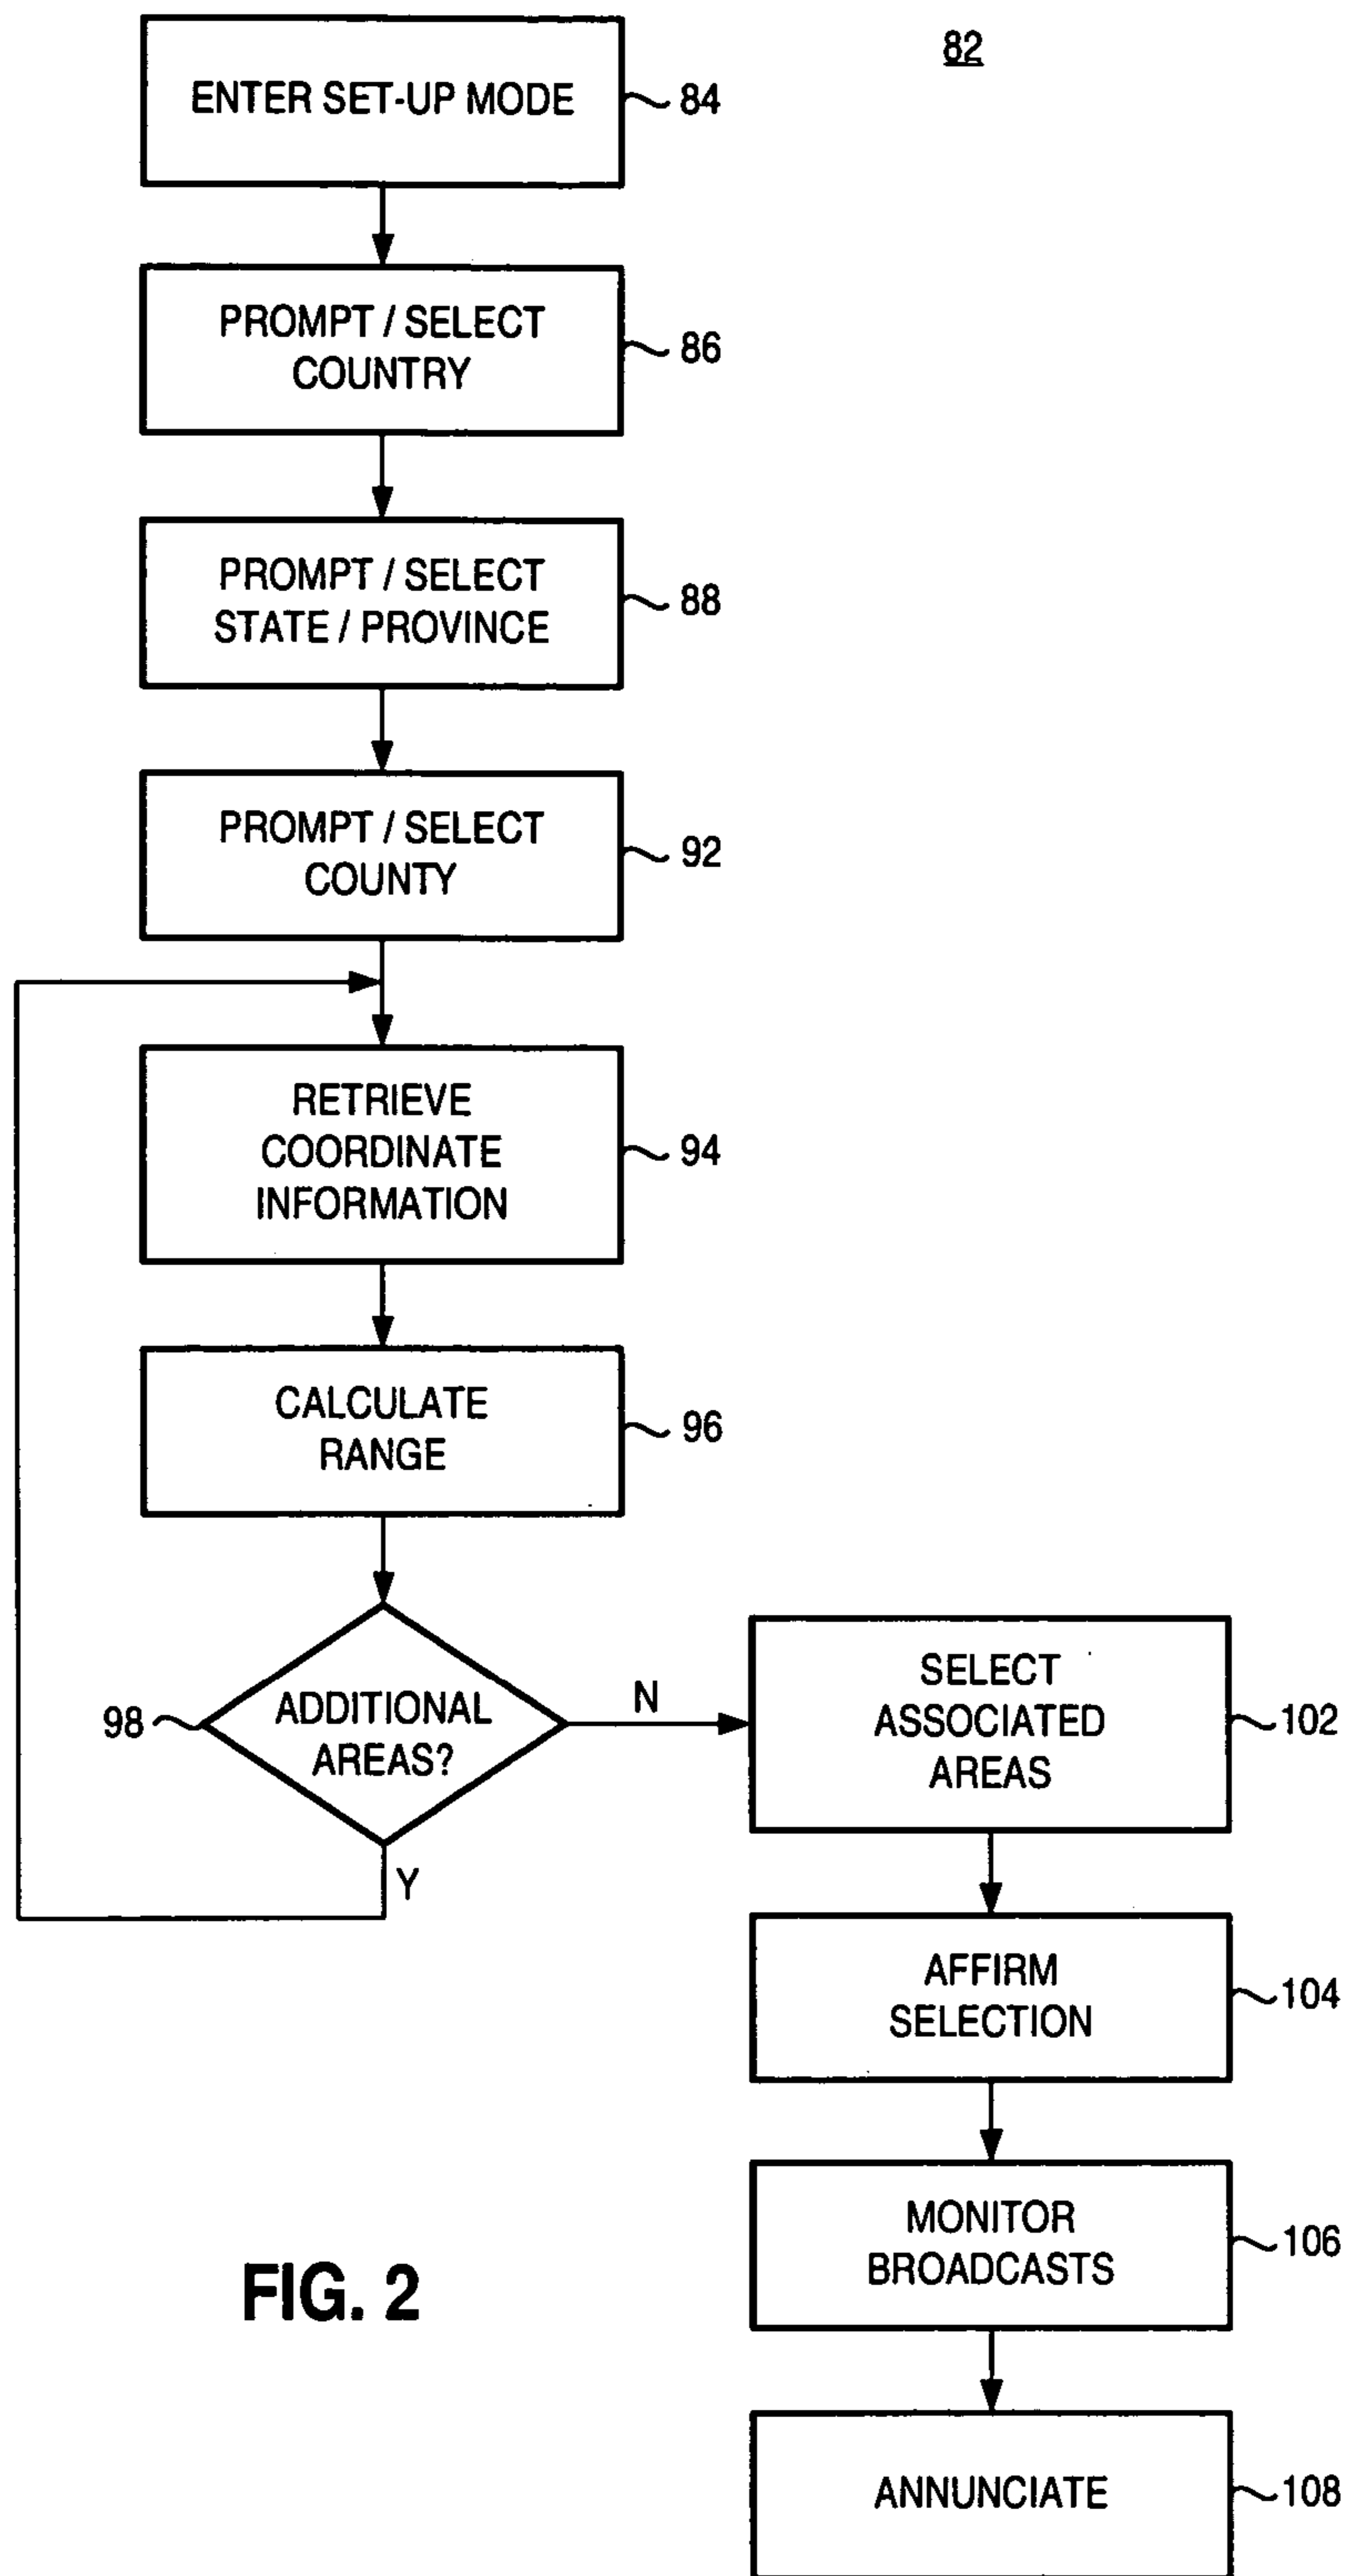 82
ENTER SET-UP MODE
84
PROMPT / SELECT
COUNTRY
86
PROMPT / SELECT
STATE / PROVINCE
88
PROMPT / SELECT
COUNTY
92
RETRIEVE
COORDINATE
INFORMATION
94
CALCULATE
RANGE
96
98
ADDITIONAL
AREAS?
N
Y
SELECT
ASSOCIATED
AREAS
102
AFFIRM
SELECTION
104
MONITOR
BROADCASTS
106
ANNUNCIATE
108
FIG. 2